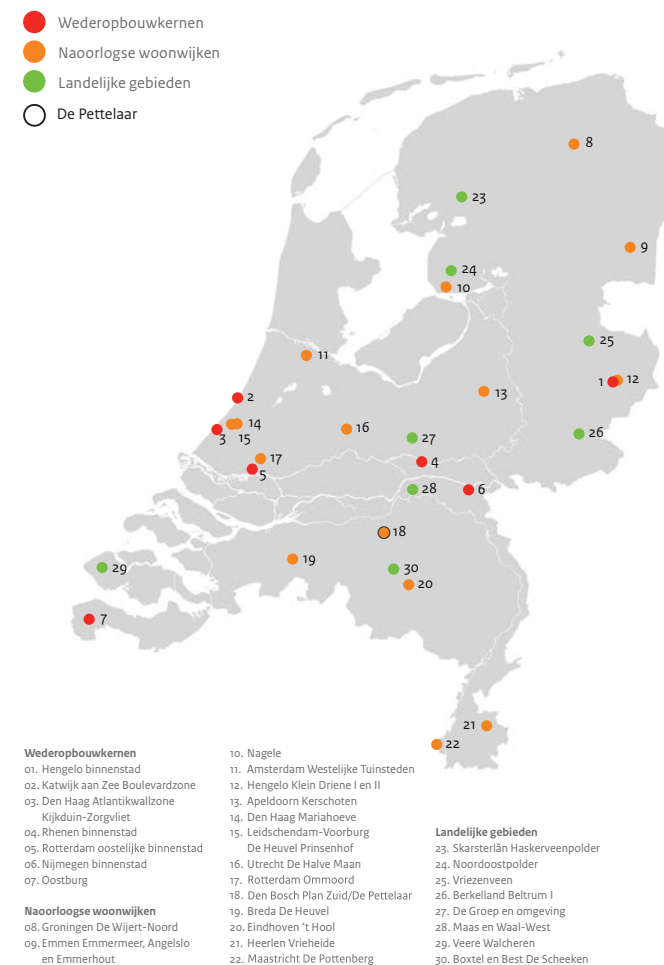 Wederopbouwkernen
Naoorlogse woonwijken
Landelijke gebieden
De Pettelaar
8
23
9
24
10
25
11
1
12
13
2
14
3
15
16
26
27
17
4
5
28
6
18
19
30
29
20
7
21
22
Wederopbouwkernen
01. Hengelo binnenstad
02. Katwijk aan Zee Boulevardzone
03. Den Haag Atlantikwallzone
Kijkduin-Zorgvliet
04. Rhenen binnenstad
05. Rotterdam oostelijke binnenstad
06. Nijmegen binnenstad
07. Oostburg
Naoorloogse woonwijken
08. Groningen De Wijert-Noord
09. Emmen Emmermeer, Angelslo
en Emmerhout
10. Nagele
11. Amsterdam Westelijke Tuinsteden
12. Hengelo Klein Driene I en II
13. Apeldoorn Kerschoten
14. Den Haag Mariahoeve
15. Leidschendam-Voorburg
De Heuvel Prinsenhof
16. Utrecht De Halve Maan
17. Rotterdam Ommoord
18. Den Bosch Plan Zuid/De Pettelaar
19. Breda De Heuvel
20. Eindhoven ‘t Hool
21. Heerlen Vrieheide
22. Maastricht De Pottenberg
Landelijke gebieden
23. Skarsterlân Haskerveenpolder
24. Noordoostpolder
25. Vriezenveen
26. Berkelland Beltrum I
27. De Groep en omgeving
28. Maas en Waal-West
29. Veere Walcheren
30. Boxtel en Best De Scheeken